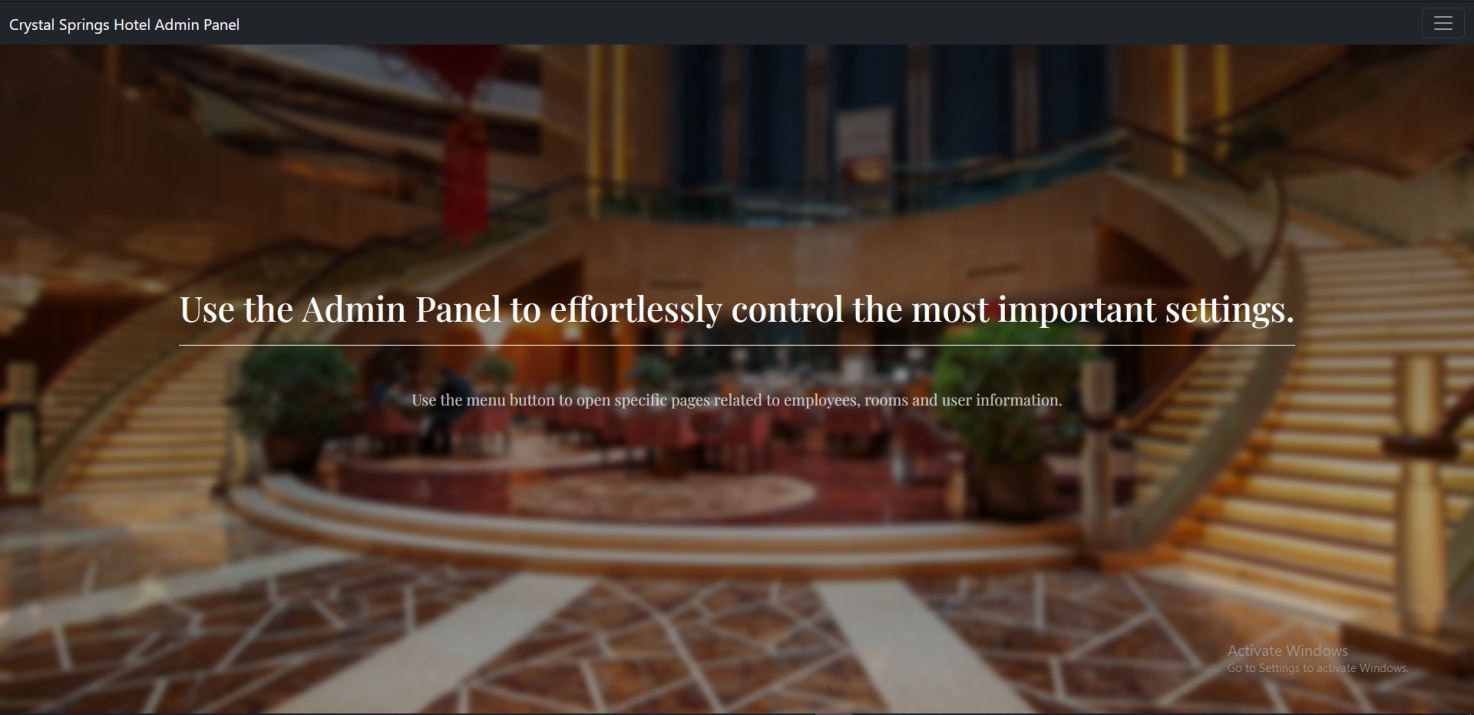 Crystal Springs Hotel Admin Panel
Use the Admin Panel to effortlessly control the most important settings.
Use the menu button to open specific pages related to employees, rooms and user information.
Activate Windows
Go to Settings to activate Windows.